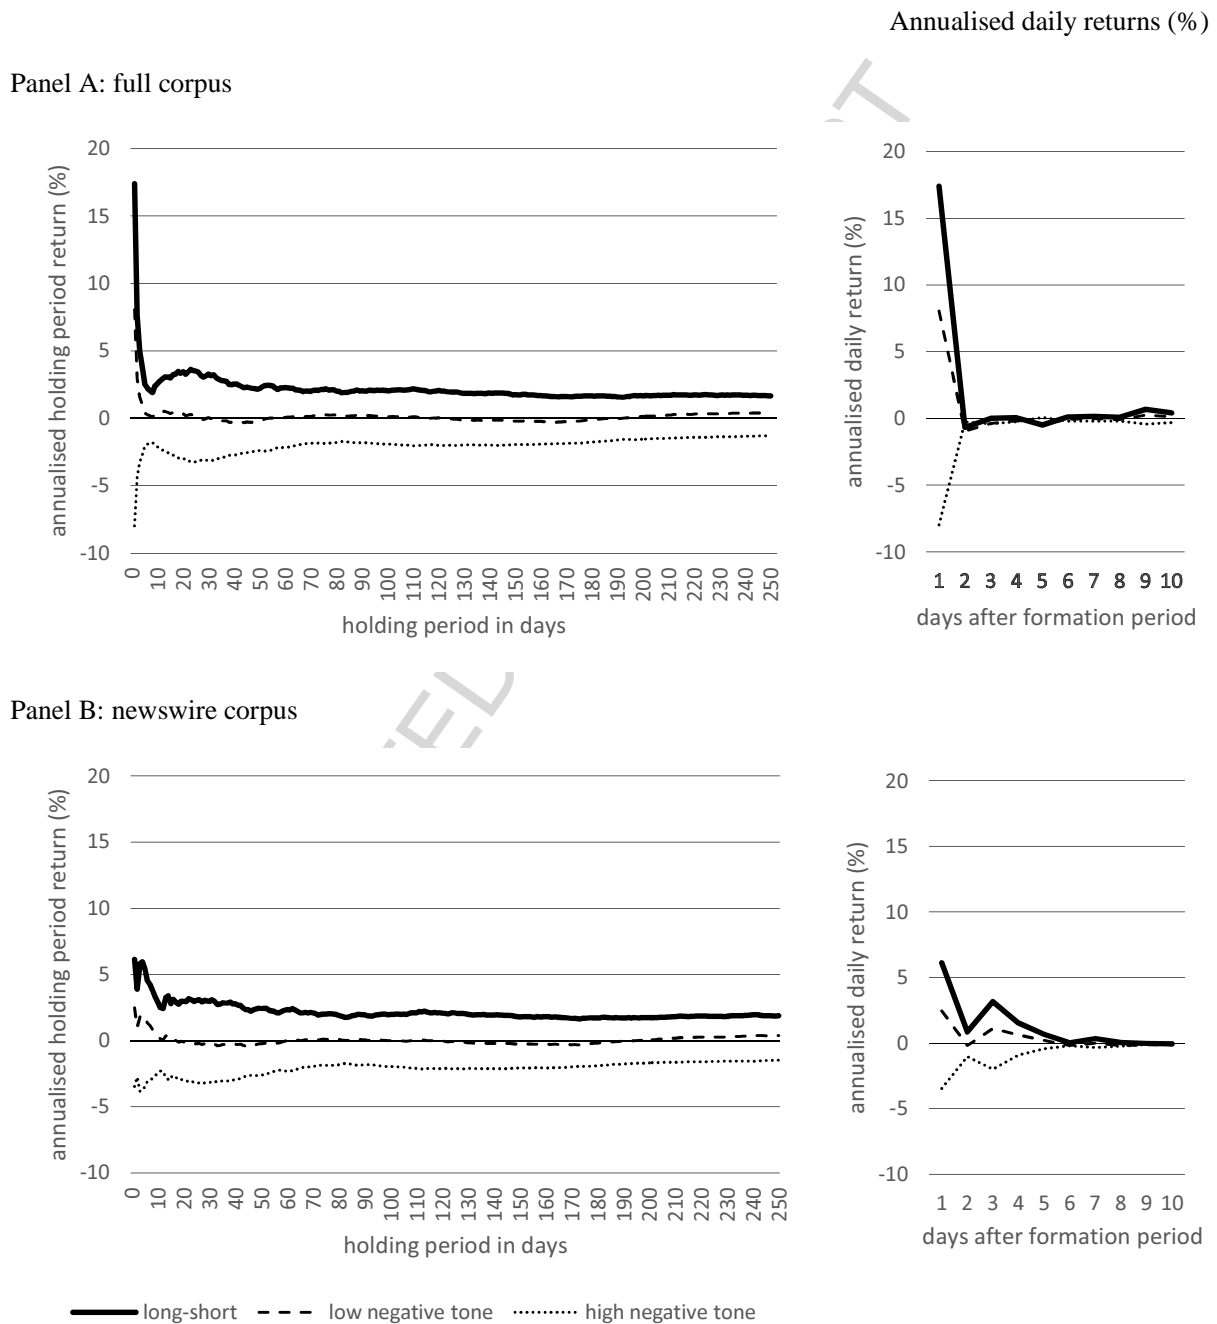 Annualised daily returns (%)
Panel A: full corpus
annualised holding period return (%)
20
15
10
5
0
-5
-10
0 10 20 30 40 50 60 70 80 90 100 110 120 130 140 150 160 170 180 190 200 210 220 230 240 250
holding period in days
annualised daily return (%)
20
15
10
5
0
-5
-10
1 2 3 4 5 6 7 8 9 10
days after formation period
Panel B: newswire corpus
annualised holding period return (%)
20
15
10
5
0
-5
-10
0 10 20 30 40 50 60 70 80 90 100 110 120 130 140 150 160 170 180 190 200 210 220 230 240 250
holding period in days
annualised daily return (%)
20
15
10
5
0
-5
-10
1 2 3 4 5 6 7 8 9 10
days after formation period
long-short low negative tone high negative tone